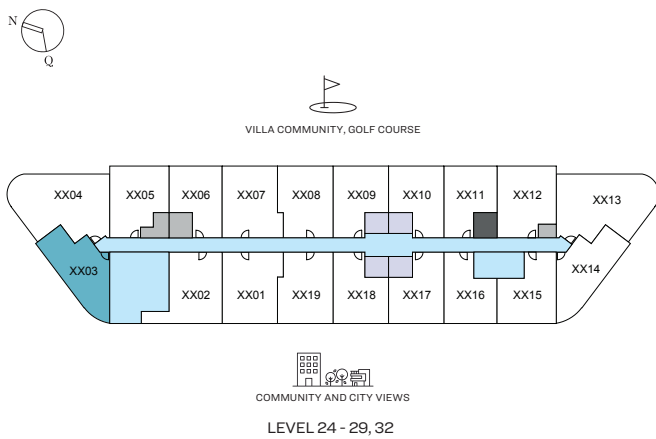 N
Q
VILLA COMMUNITY, GOLF COURSE
XX04
XX05
XX06
XX07
XX08
XX09
XX10
XX11
XX12
XX13
XX03
XX14
XX02
XX01
XX19
XX18
XX17
XX16
XX15
COMMUNITY AND CITY VIEWS
LEVEL 24 - 29, 32